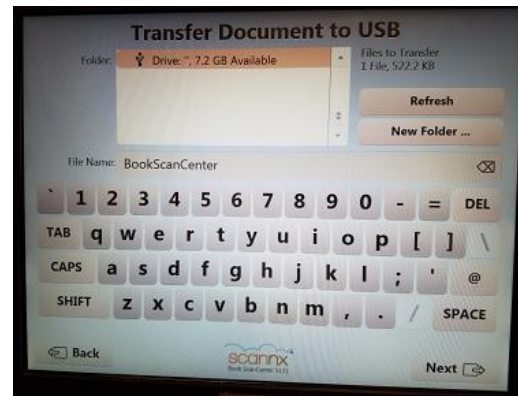 Transfer Document to USB
Folder: Drive: '', 7.2 GB Available
Files to Transfer
1 File, 522.2 KB
Refresh
New Folder ...
File Name: BookScanCenter
` 1 2 3 4 5 6 7 8 9 0 - = DEL
TAB q w e r t y u i o p [ ] \
CAPS a s d f g h j k l ; ' @
SHIFT z x c v b n m , . / SPACE
Back
scannx
Next